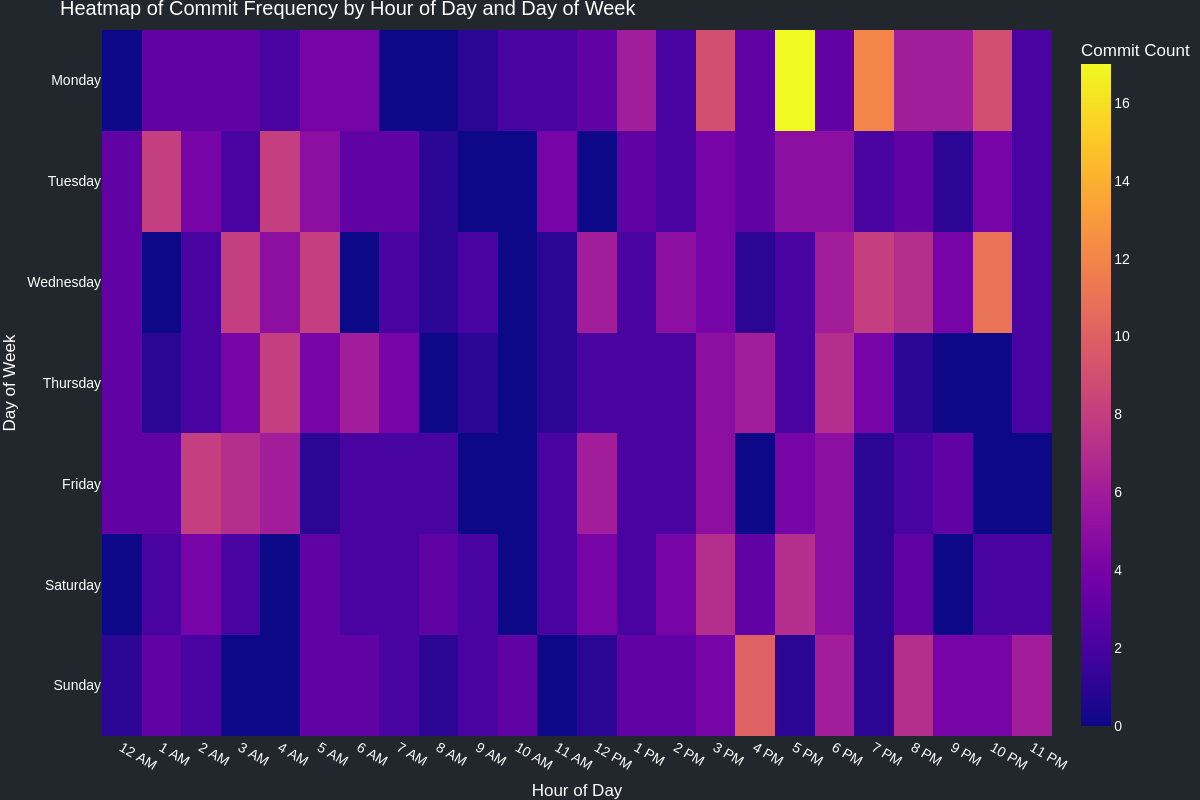 Heatmap of Commit Frequency by Hour of Day and Day of Week
Commit Count
16
14
12
10
8
6
4
2
0
Day of Week
Monday
Tuesday
Wednesday
Thursday
Friday
Saturday
Sunday
12 AM
1 AM
2 AM
3 AM
4 AM
5 AM
6 AM
7 AM
8 AM
9 AM
10 AM
11 AM
12 PM
1 PM
2 PM
3 PM
4 PM
5 PM
6 PM
7 PM
8 PM
9 PM
10 PM
11 PM
Hour of Day